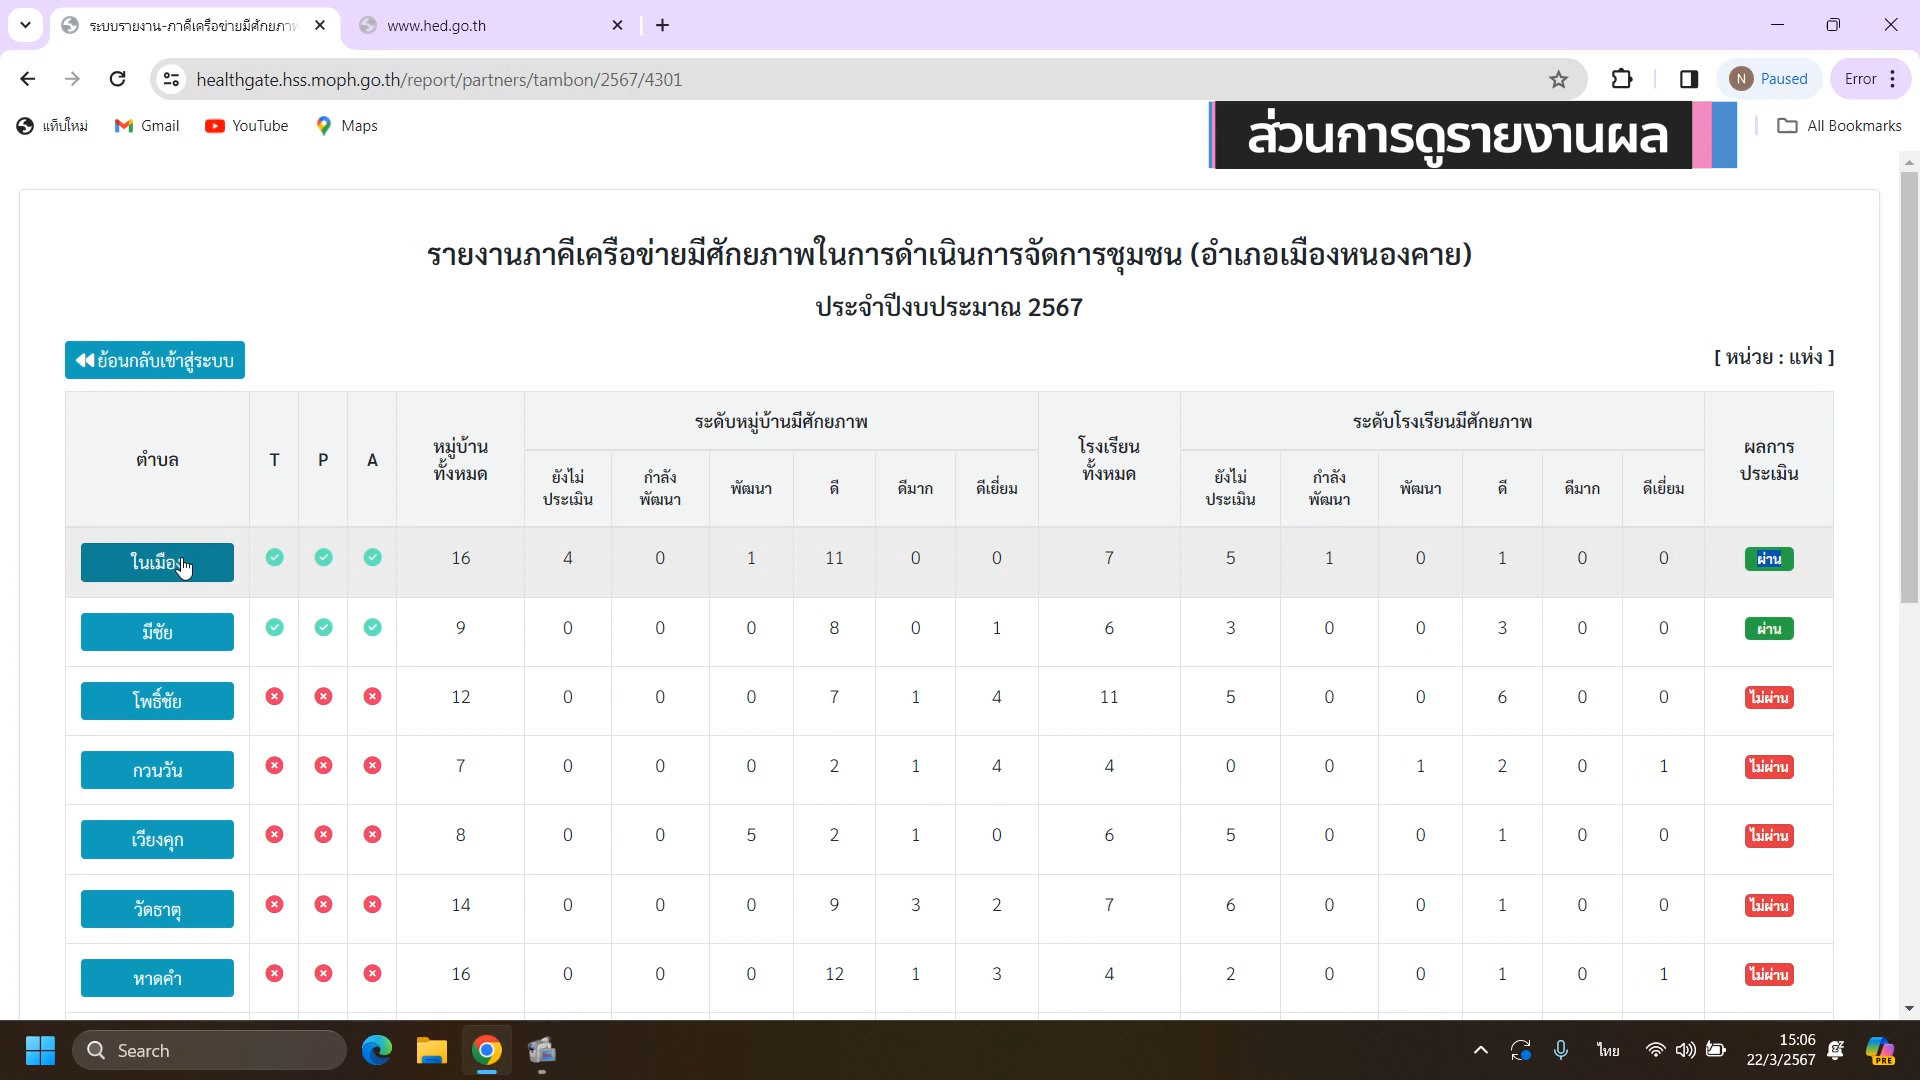 ระบบรายงาน-ภาคีเครือข่ายมีศักยภาพ
www.hed.go.th
healthgate.hss.moph.go.th/report/partners/tambon/2567/4301
N Paused
Error
แท็บใหม่ Gmail YouTube Maps
All Bookmarks
ส่วนการดูรายงานผล
รายงานภาคีเครือข่ายมีศักยภาพในการดำเนินการจัดการชุมชน (อำเภอเมืองหนองคาย)
ประจำปีงบประมาณ 2567
ย้อนกลับเข้าสู่ระบบ
[ หน่วย : แห่ง ]
ตำบล T P A หมู่บ้านทั้งหมด ระดับหมู่บ้านมีศักยภาพ โรงเรียนทั้งหมด ระดับโรงเรียนมีศักยภาพ ผลการประเมิน
ยังไม่ประเมิน กำลังพัฒนา พัฒนา ดี ดีมาก ดีเยี่ยม ยังไม่ประเมิน กำลังพัฒนา พัฒนา ดี ดีมาก ดีเยี่ยม
ในเมือง 16 4 0 1 11 0 0 7 5 1 0 1 0 0 ผ่าน
มีชัย 9 0 0 0 8 0 1 6 3 0 0 3 0 0 ผ่าน
โพธิ์ชัย 12 0 0 0 7 1 4 11 5 0 0 6 0 0 ไม่ผ่าน
กวนวัน 7 0 0 0 2 1 4 4 0 0 1 2 0 1 ไม่ผ่าน
เวียงคุก 8 0 0 5 2 1 0 6 5 0 0 1 0 0 ไม่ผ่าน
วัดธาตุ 14 0 0 0 9 3 2 7 6 0 0 1 0 0 ไม่ผ่าน
หาดคำ 16 0 0 0 12 1 3 4 2 0 0 1 0 1 ไม่ผ่าน
Search
ไทย
15:06
22/3/2567
PRE